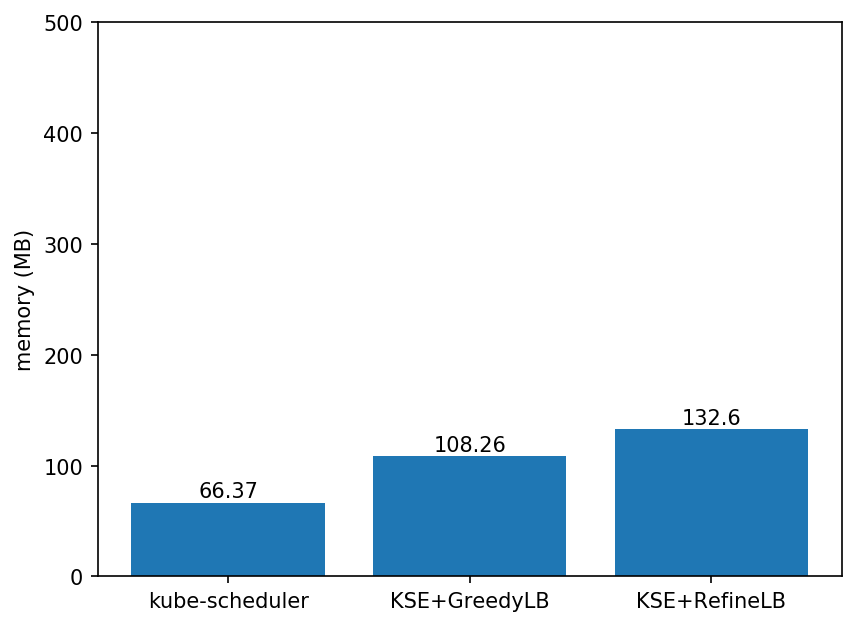 500
400
300
200
100
0
memory (MB)
66.37
108.26
132.6
kube-scheduler
KSE+GreedyLB
KSE+RefineLB